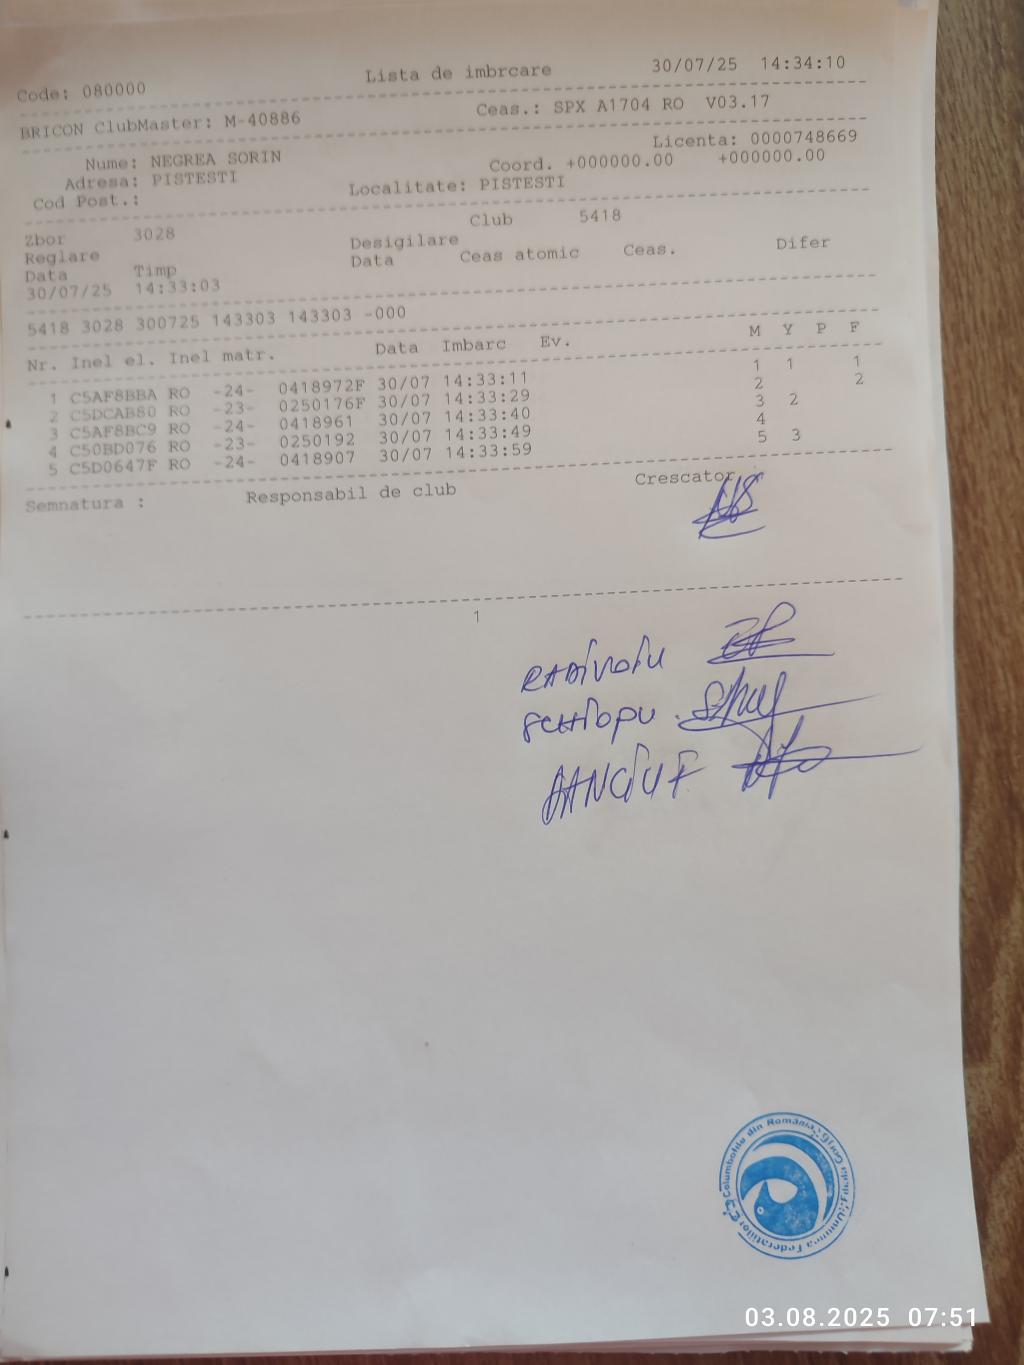 Code: 080000 Lista de imbrcare 30/07/25 14:34:10
BRICON ClubMaster: M-40886 Ceas.: SPX A1704 RO V03.17
Licenta: 0000748669
Nume: NEGREA SORIN Coord. +000000.00 +000000.00
Adresa: PISTESTI Localitate: PISTESTI
Cod Post.:
Zbor 3028 Club 5418
Reglare Desigilare
Data Timp Data Ceas atomic Ceas. Difer
30/07/25 14:33:03
5418 3028 300725 143303 143303 -000
Nr. Inel el. Inel matr. Data Imbarc Ev. M Y P F
1 C5AF8BBA RO -24- 0418972F 30/07 14:33:11 1 1 1
2 C5DCAB80 RO -23- 0250176F 30/07 14:33:29 2 2
3 C5AF8BC9 RO -24- 0418961 30/07 14:33:40 3 2
4 C50BD076 RO -23- 0250192 30/07 14:33:49 4
5 C5D0647F RO -24- 0418907 30/07 14:33:59 5 3
Semnatura : Responsabil de club Crescator
1
03.08.2025 07:51